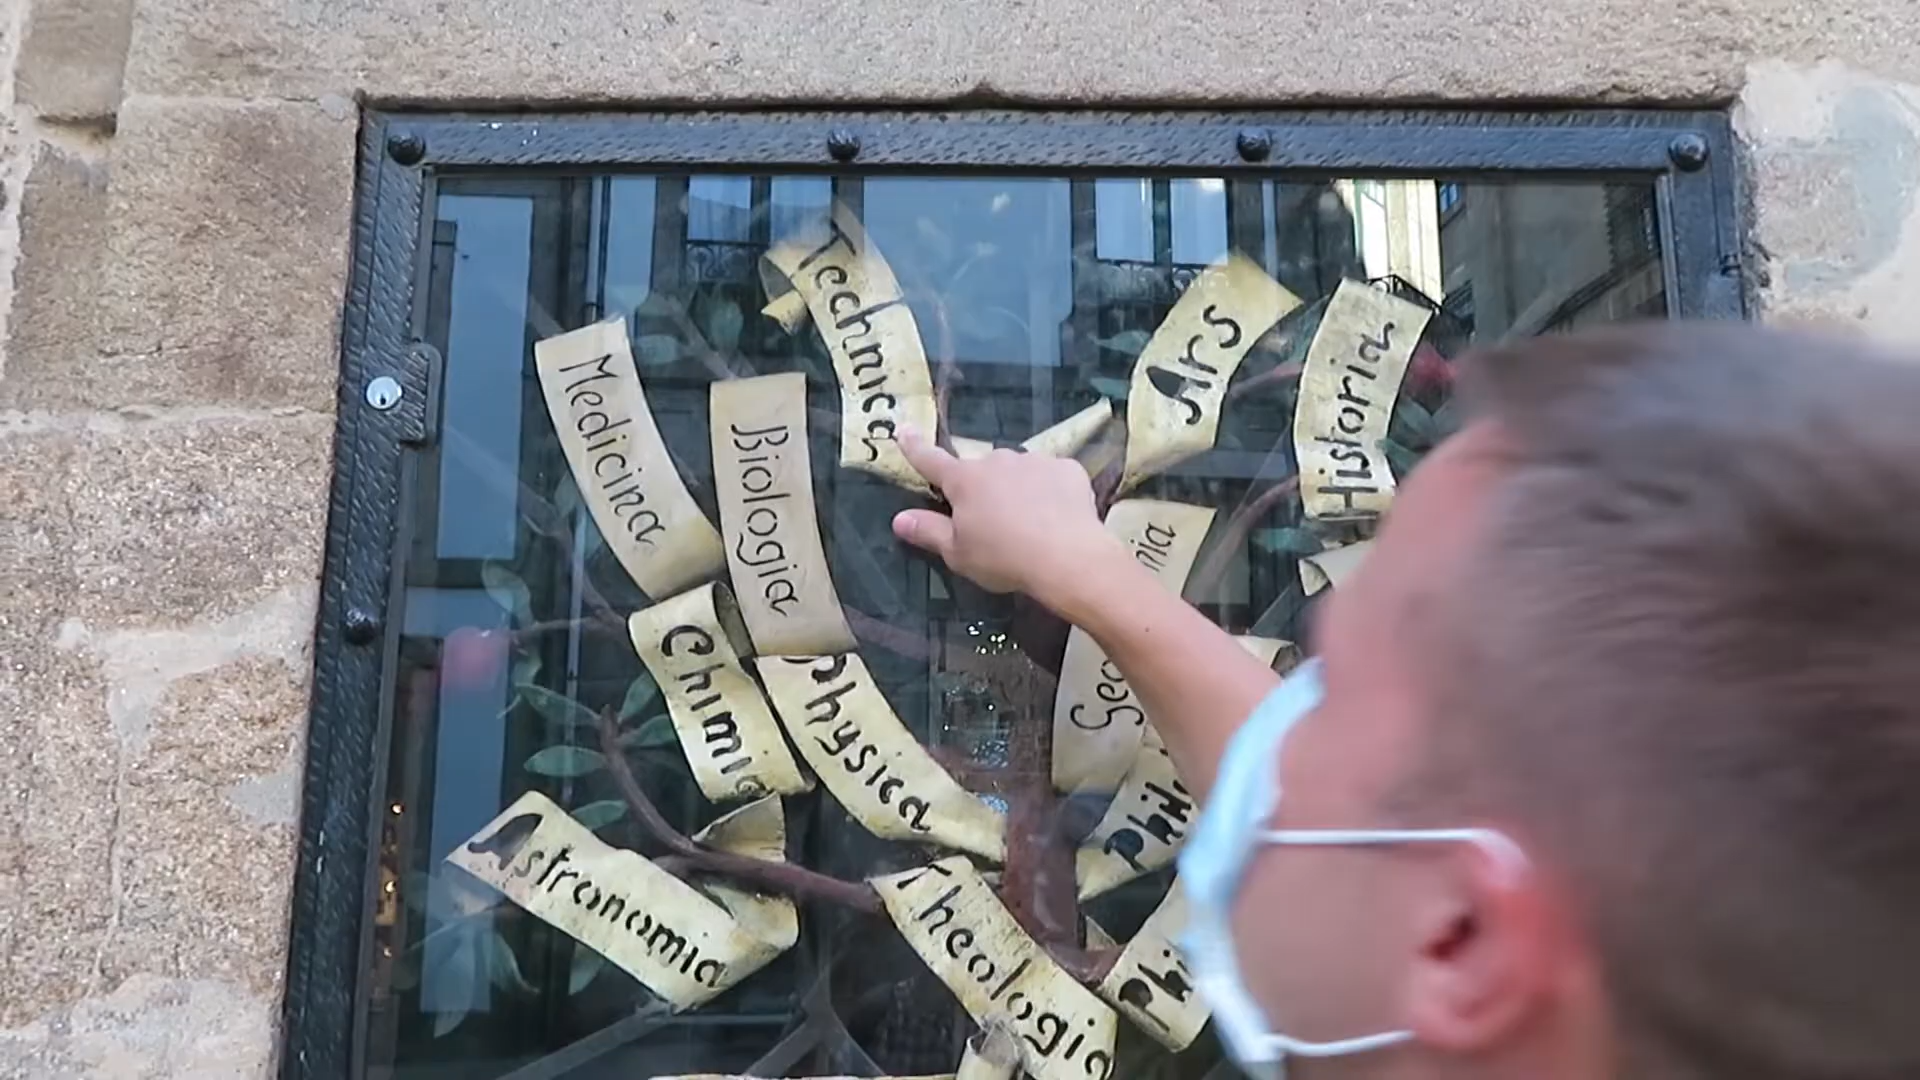 Technica
Ars
Historia
Medicina
Biologia
Chimia
Physica
Astronomia
Theologia